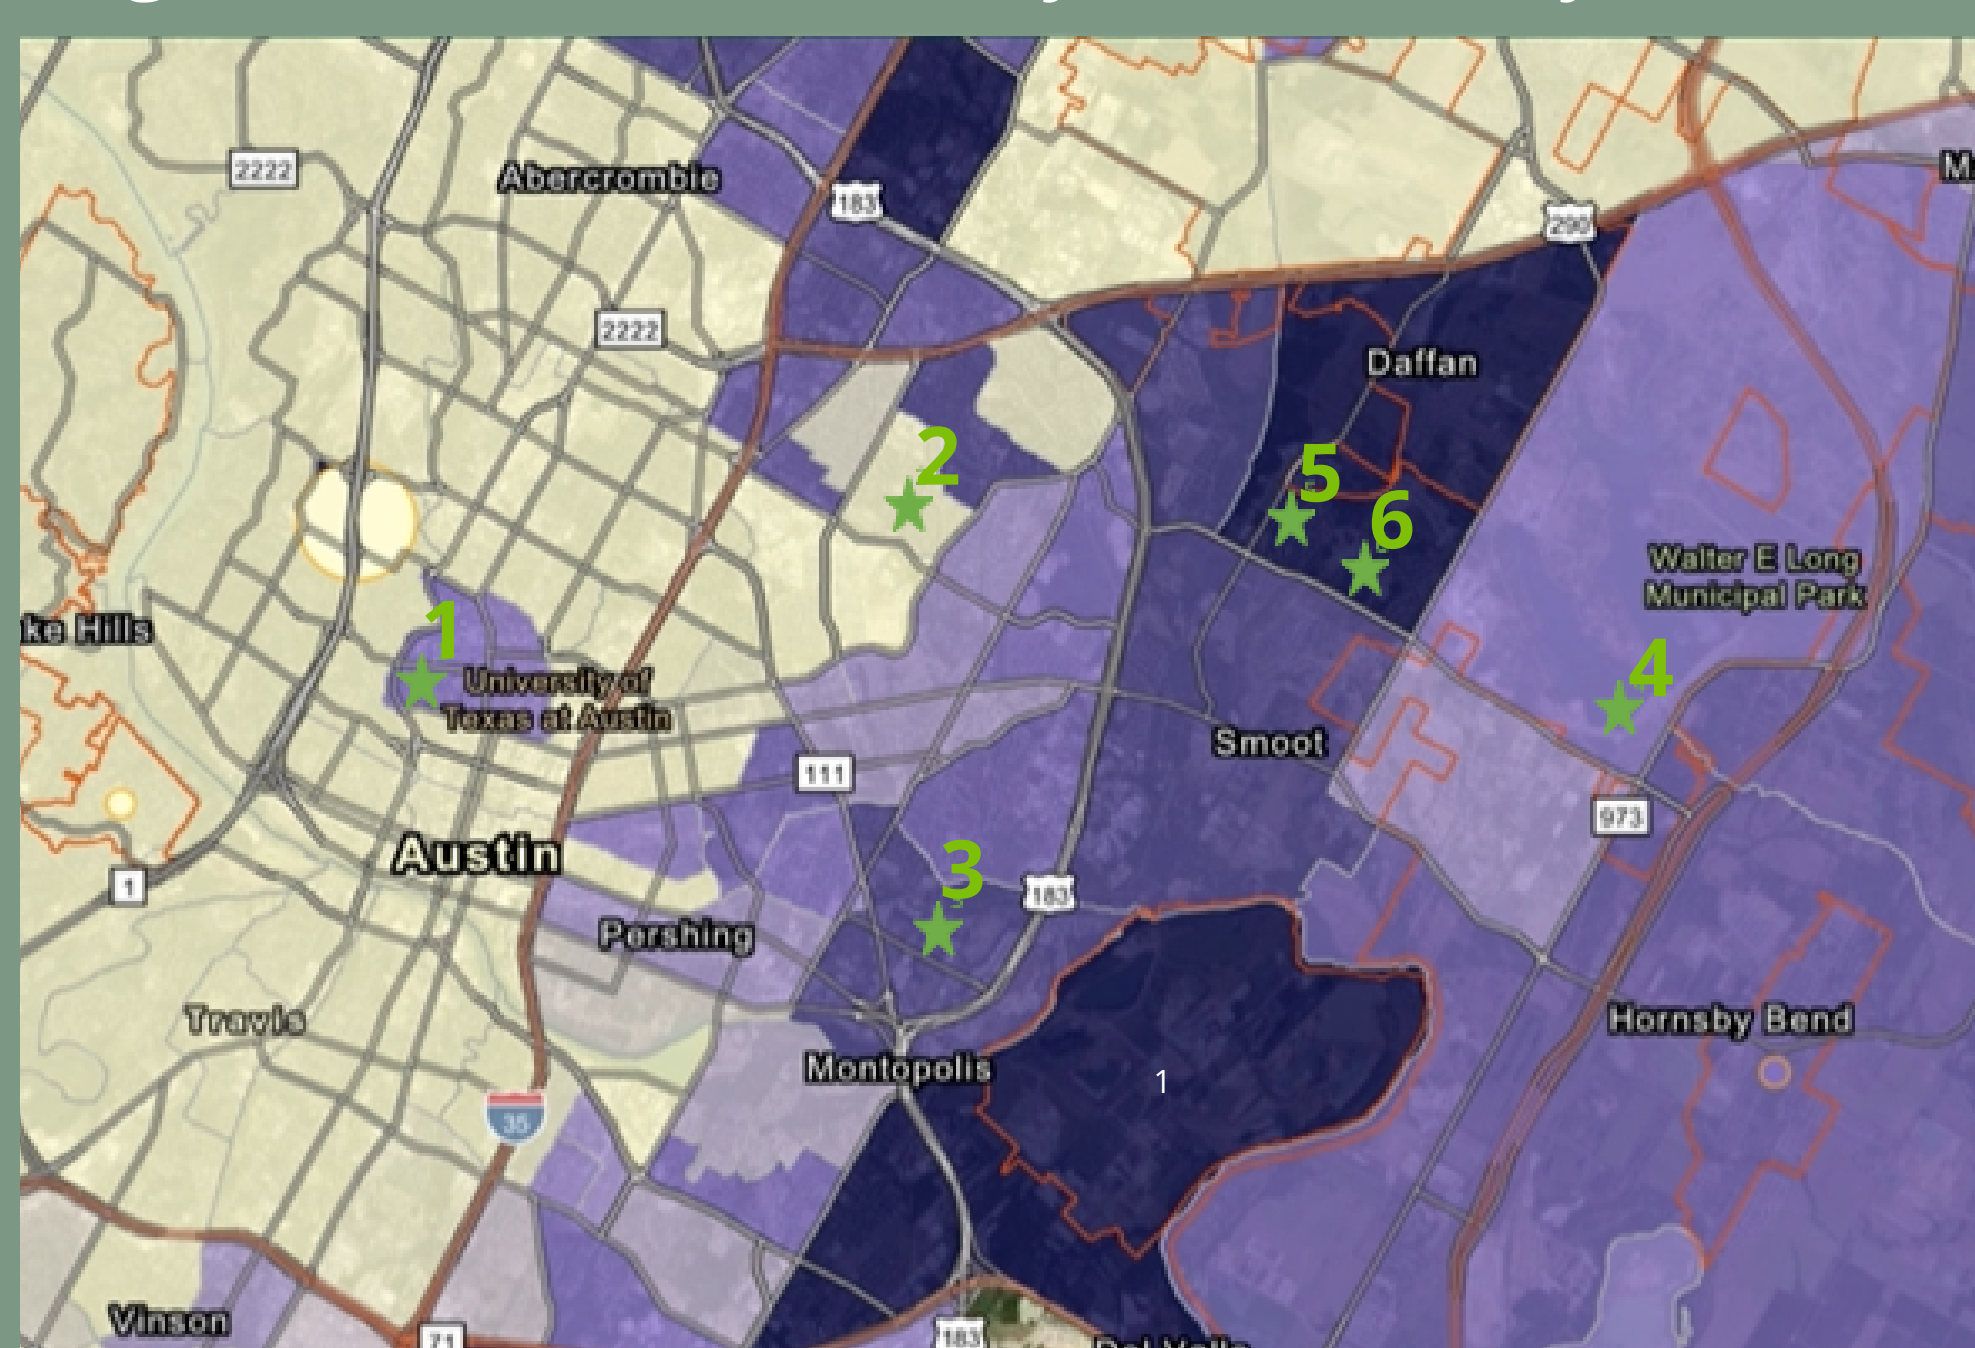 2222
Abercrombie
183
290
M
2222
Daffan
2
5
6
Walter E Long
Municipal Park
ke Hills
1
University of
Texas at Austin
4
Smoot
111
973
Austin
3
1
183
Pershing
Travis
Hornsby Bend
Montopolis
1
35
Vinson
71
183
Del Valle